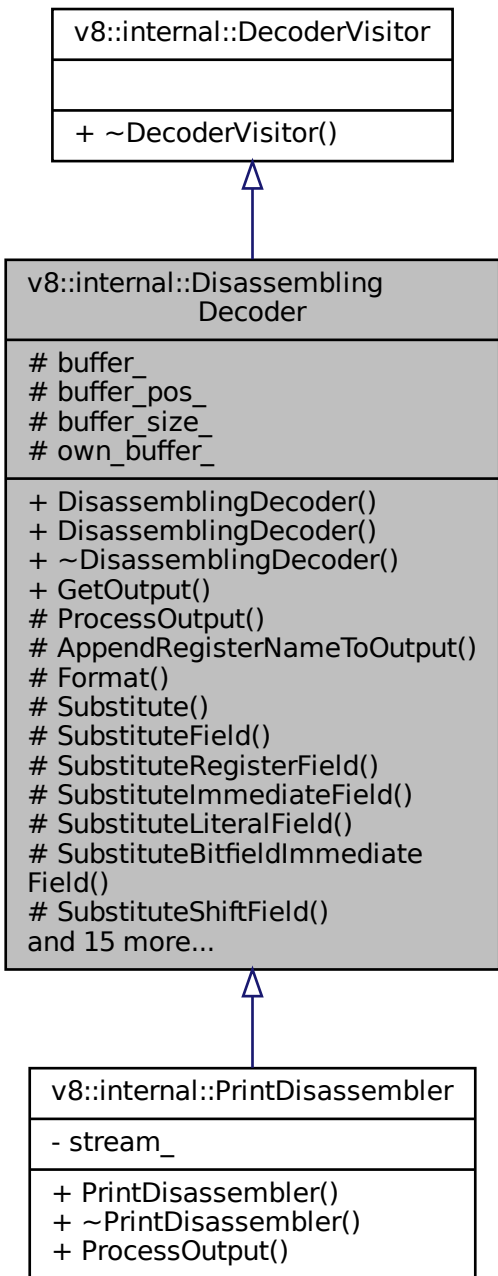 v8::internal::DecoderVisitor
+ ~DecoderVisitor()
v8::internal::Disassembling
Decoder
# buffer_
# buffer_pos_
# buffer_size_
# own_buffer_
+ DisassemblingDecoder()
+ DisassemblingDecoder()
+ ~DisassemblingDecoder()
+ GetOutput()
# ProcessOutput()
# AppendRegisterNameToOutput()
# Format()
# Substitute()
# SubstituteField()
# SubstituteRegisterField()
# SubstituteImmediateField()
# SubstituteLiteralField()
# SubstituteBitfieldImmediate
Field()
# SubstituteShiftField()
and 15 more...
v8::internal::PrintDisassembler
- stream_
+ PrintDisassembler()
+ ~PrintDisassembler()
+ ProcessOutput()